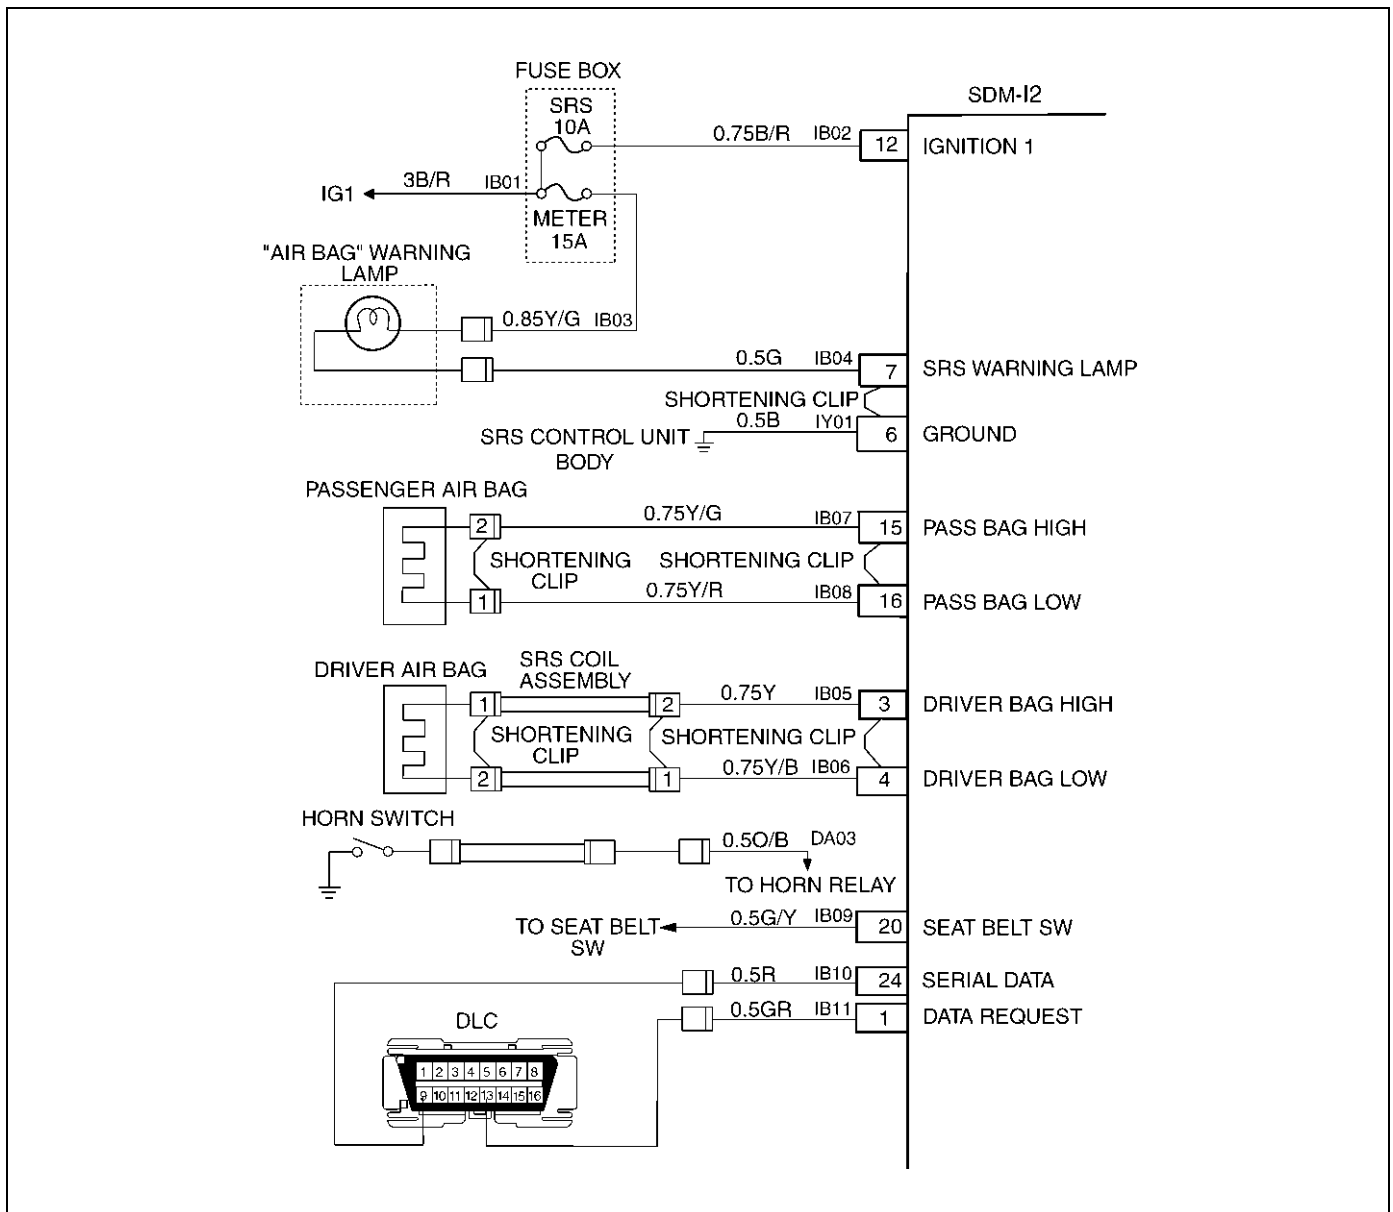 FUSE BOX
SDM-I2
SRS
10A
0.75B/R IB02 12 IGNITION 1
IG1 3B/R IB01
METER
15A
"AIR BAG" WARNING
LAMP
0.85Y/G IB03
0.5G IB04 7 SRS WARNING LAMP
SHORTENING CLIP
0.5B IY01 6 GROUND
SRS CONTROL UNIT
BODY
PASSENGER AIR BAG
2 0.75Y/G IB07 15 PASS BAG HIGH
SHORTENING
CLIP
SHORTENING CLIP
1 0.75Y/R IB08 16 PASS BAG LOW
DRIVER AIR BAG
SRS COIL
ASSEMBLY
1 2 0.75Y IB05 3 DRIVER BAG HIGH
SHORTENING
CLIP
SHORTENING CLIP
2 1 0.75Y/B IB06 4 DRIVER BAG LOW
HORN SWITCH
0.5O/B DA03
TO HORN RELAY
TO SEAT BELT
SW
0.5G/Y IB09 20 SEAT BELT SW
0.5R IB10 24 SERIAL DATA
0.5GR IB11 1 DATA REQUEST
DLC
1 2 3 4 5 6 7 8
9 10 11 12 13 14 15 16